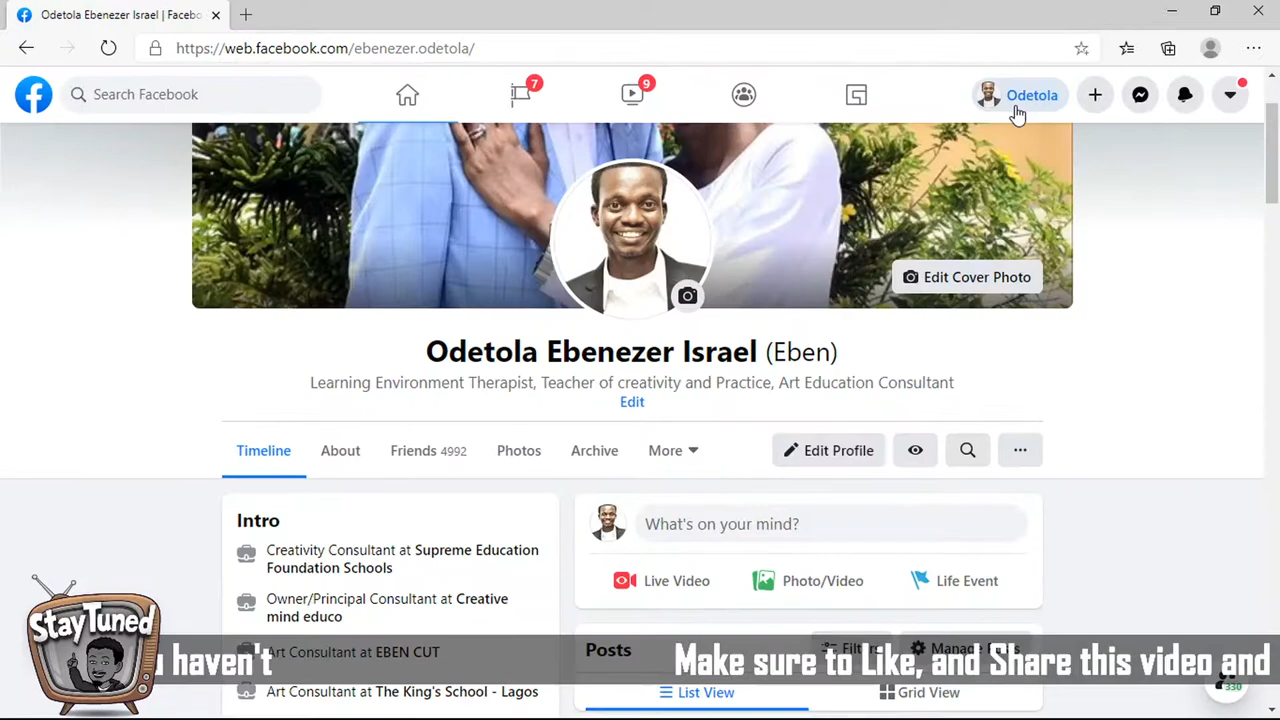 Odetola Ebenezer Israel | Facebo
https://web.facebook.com/ebenezer.odetola/
Search Facebook
7
9
Odetola
Edit Cover Photo
Odetola Ebenezer Israel (Eben)
Learning Environment Therapist, Teacher of creativity and Practice, Art Education Consultant
Edit
Timeline
About
Friends 4992
Photos
Archive
More
Edit Profile
Intro
Creativity Consultant at Supreme Education
Foundation Schools
Owner/Principal Consultant at Creative
mind educo
Art Consultant at EBEN CUT
Art Consultant at The King's School - Lagos
What's on your mind?
Live Video
Photo/Video
Life Event
Posts
Filters
Manage Posts
List View
Grid View
StayTuned
u haven't
Make sure to Like, and Share this video and
330